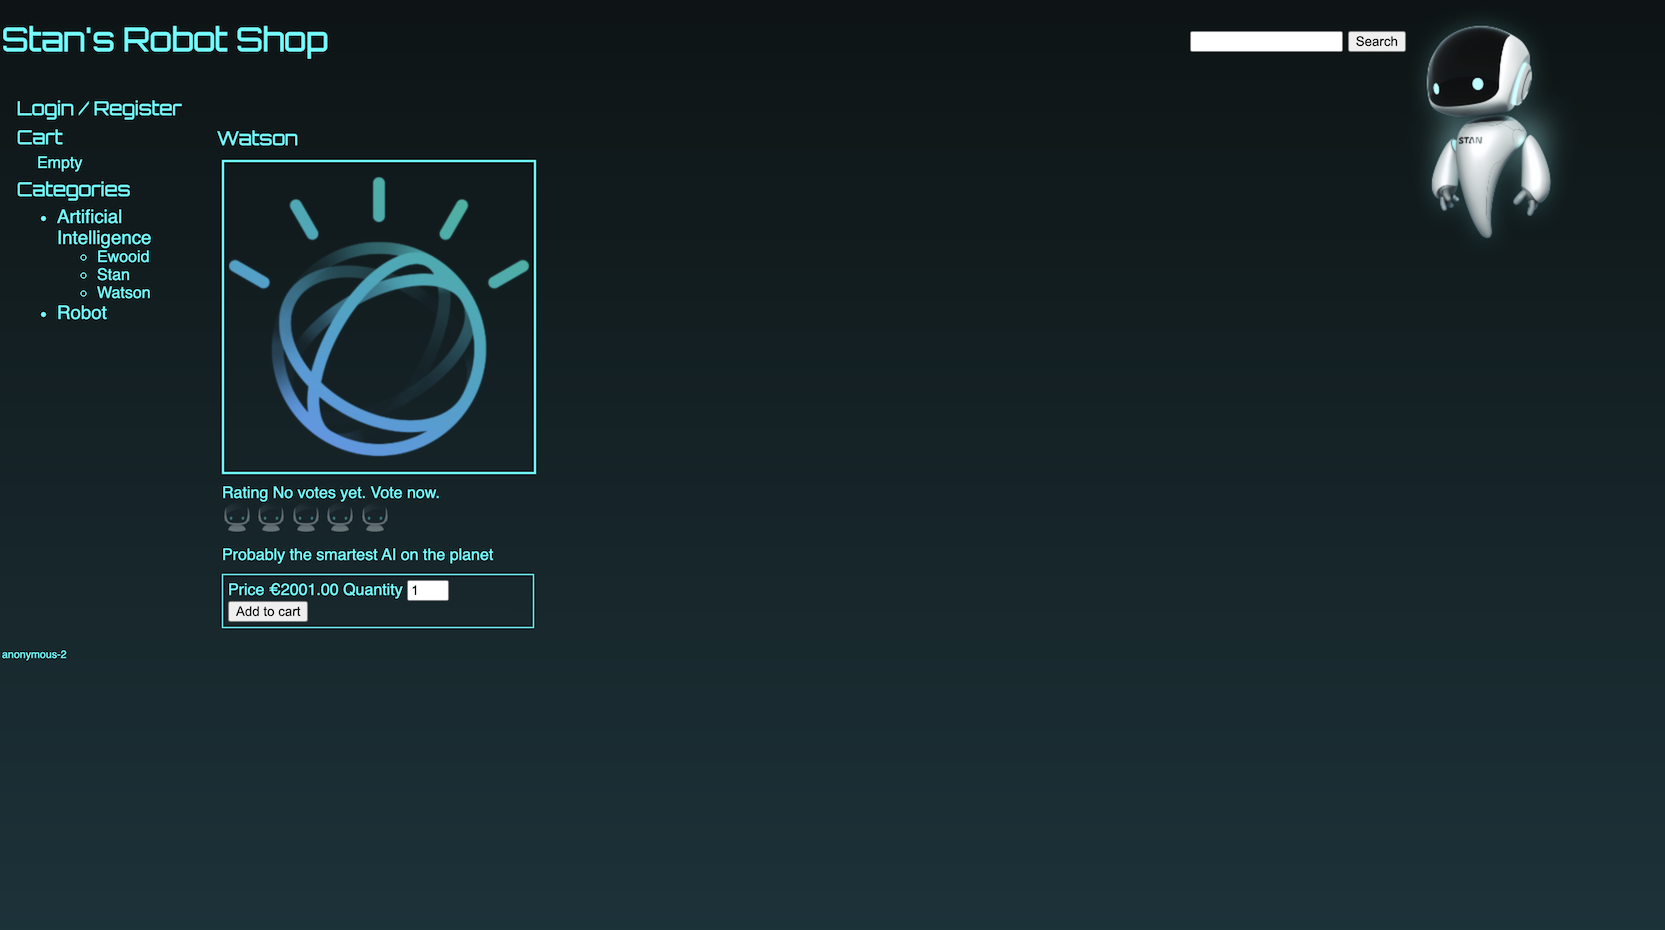 Stan's Robot Shop
Search
STAN
Login / Register
Cart
Empty
Categories
Artificial
Intelligence
Ewooid
Stan
Watson
Robot
Watson
Rating No votes yet. Vote now.
Probably the smartest AI on the planet
Price €2001.00 Quantity 1
Add to cart
anonymous-2